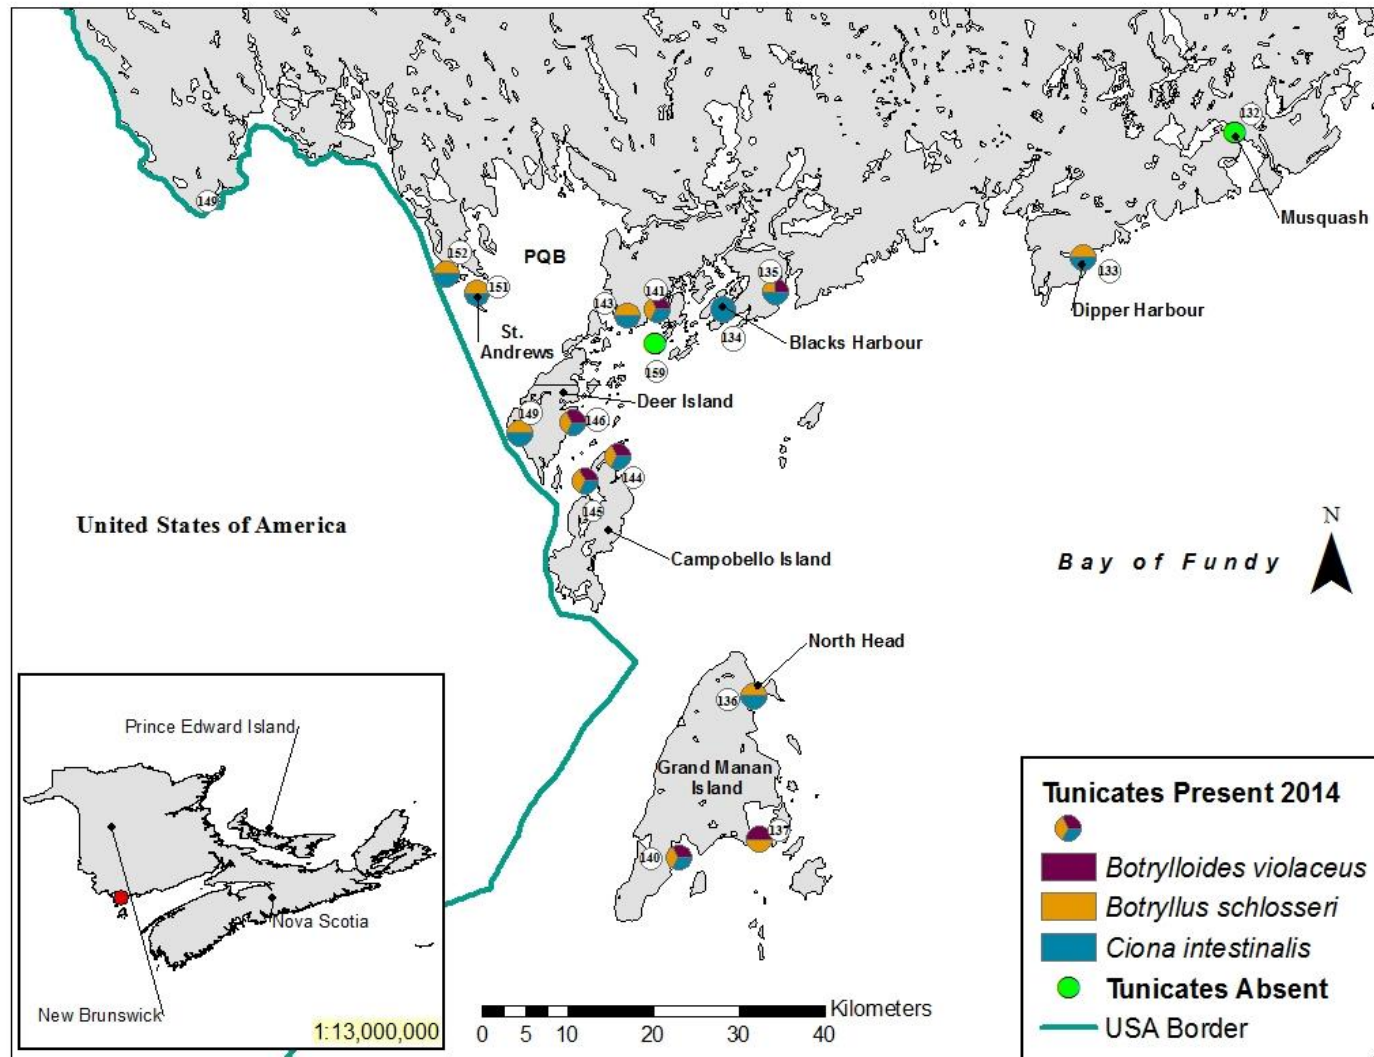 132
Musquash
149
152
PQB
135
133
151
141
143
Dipper Harbour
St.
Andrews
134
Blacks Harbour
159
Deer Island
149
146
144
United States of America
145
N
Bay of Fundy
Campobello Island
North Head
136
Prince Edward Island
Grand Manan
Island
137
140
Nova Scotia
New Brunswick
1:13,000,000
Kilometers
0 5 10 20 30 40
Tunicates Present 2014
Botrylloides violaceus
Botryllus schlosseri
Ciona intestinalis
Tunicates Absent
USA Border